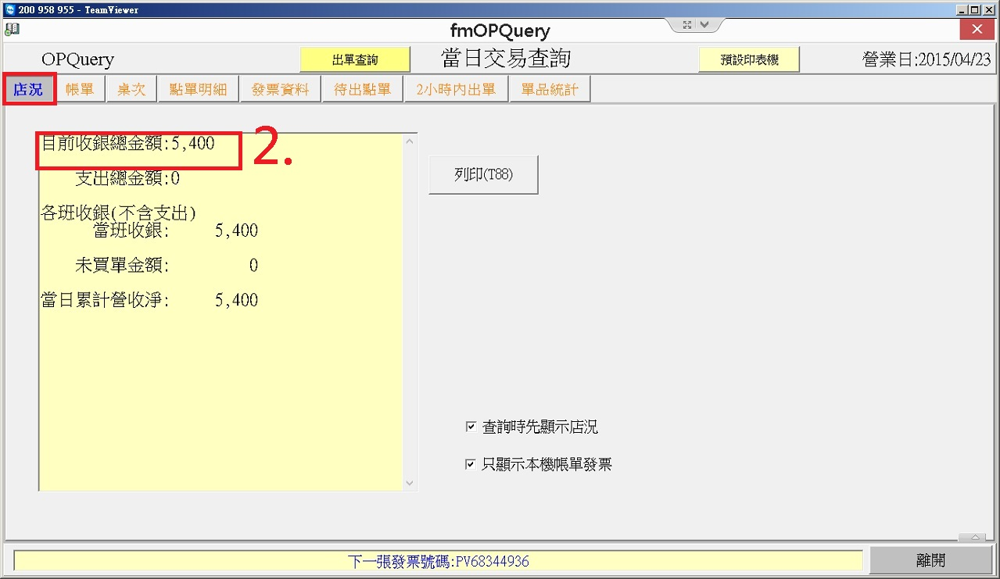 200 958 955 - TeamViewer
fmOPQuery
OPQuery 出單查詢 當日交易查詢 預設印表機 營業日:2015/04/23
店況 帳單 桌次 點單明細 發票資料 待出點單 2小時內出單 單品統計
目前收銀總金額:5,400 2.
支出總金額:0
列印(T88)
各班收銀(不含支出)
當班收銀: 5,400
未買單金額: 0
當日累計營收淨: 5,400
查詢時先顯示店況
只顯示本機帳單發票
下一張發票號碼:PV68344936 離開